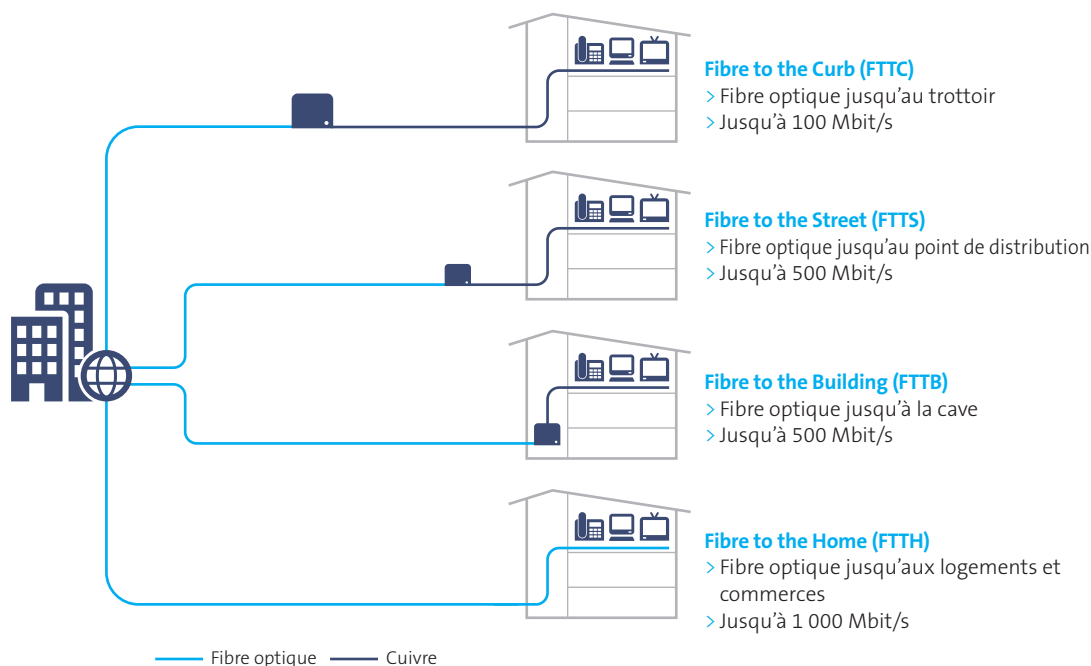 Fibre to the Curb (FTTC)
> Fibre optique jusqu'au trottoir
> Jusqu'à 100 Mbit/s
Fibre to the Street (FTTS)
> Fibre optique jusqu'au point de distribution
> Jusqu'à 500 Mbit/s
Fibre to the Building (FTTB)
> Fibre optique jusqu'à la cave
> Jusqu'à 500 Mbit/s
Fibre to the Home (FTTH)
> Fibre optique jusqu'aux logements et
commerces
> Jusqu'à 1 000 Mbit/s
Fibre optique Cuivre